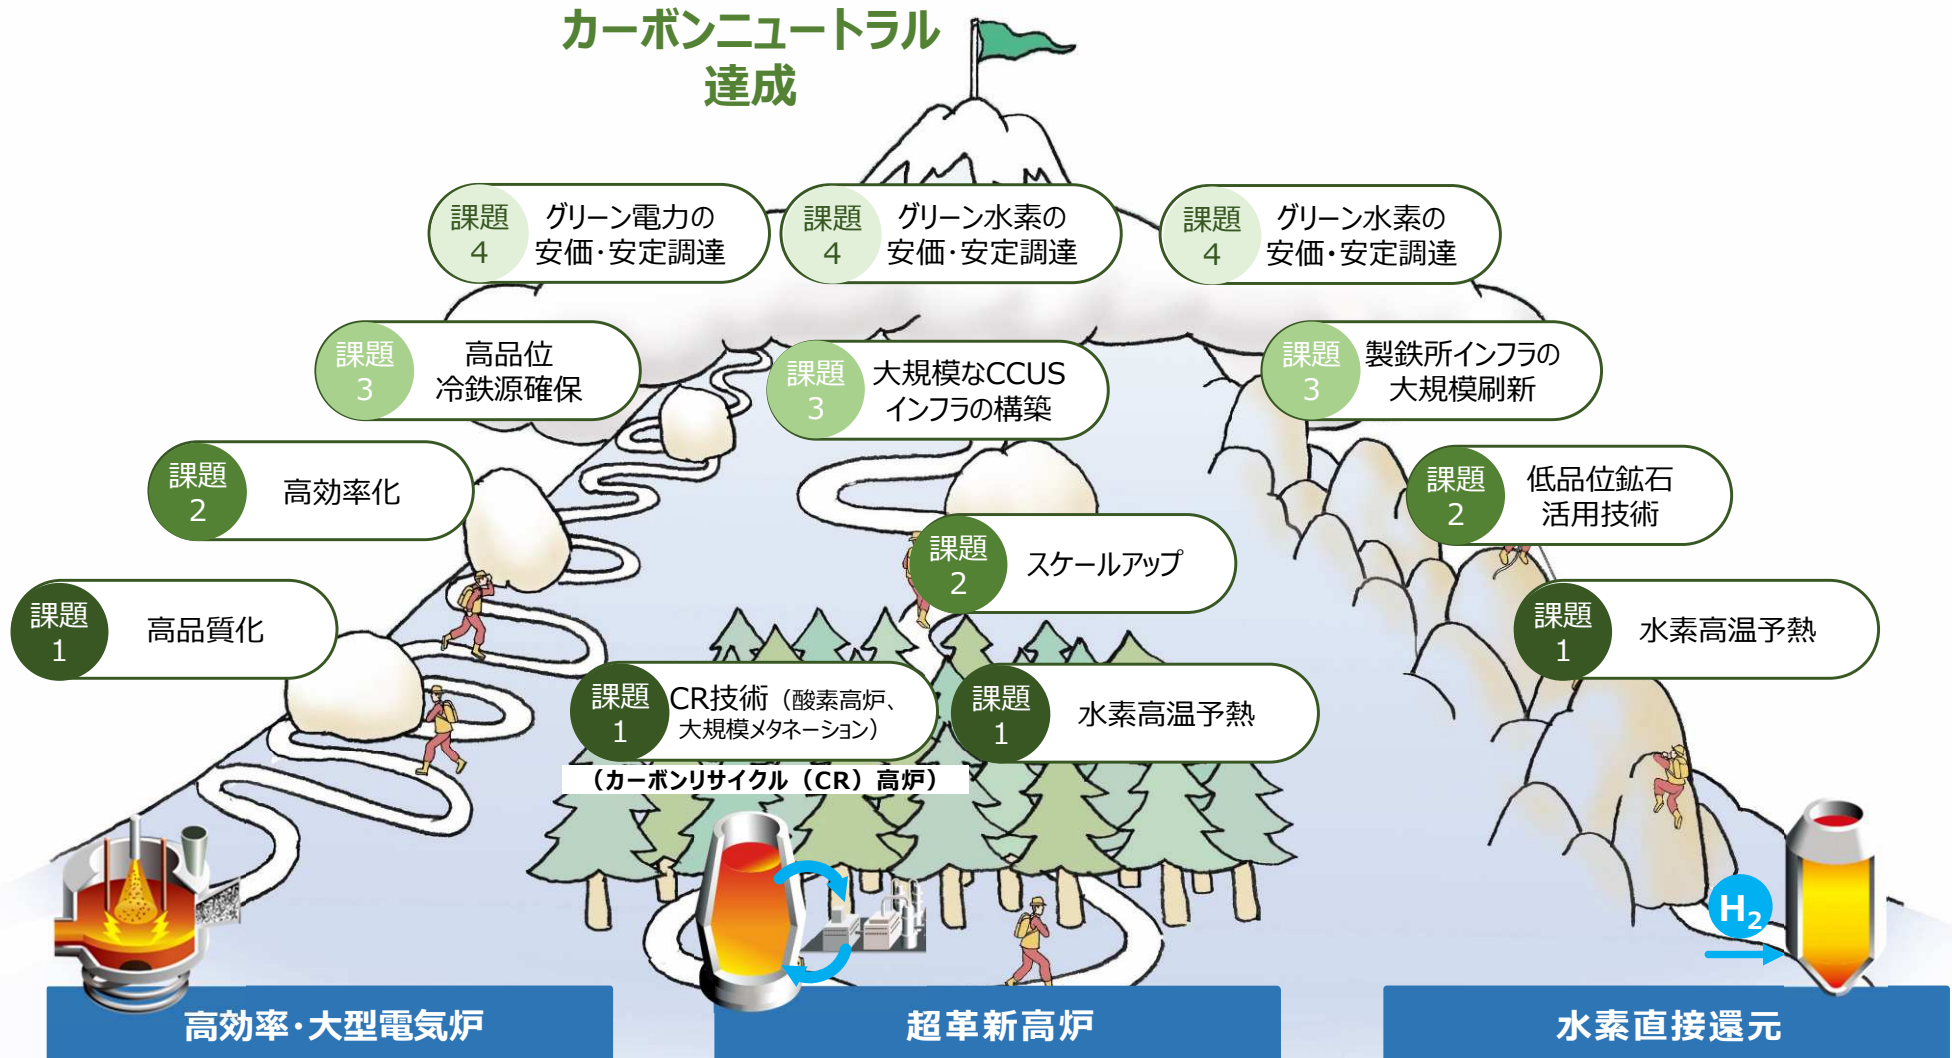 カーボンニュートラル
達成
課題
4
グリーン電力の
安価・安定調達
課題
4
グリーン水素の
安価・安定調達
課題
4
グリーン水素の
安価・安定調達
課題
3
高品位
冷鉄源確保
課題
3
大規模なCCUS
インフラの構築
課題
3
製鉄所インフラの
大規模刷新
課題
2
高効率化
課題
2
スケールアップ
課題
2
低品位鉱石
活用技術
課題
1
高品質化
課題
1
CR技術（酸素高炉、
大規模メタネーション）
（カーボンリサイクル（CR）高炉）
課題
1
水素高温予熱
課題
1
水素高温予熱
H₂
高効率・大型電気炉
超革新高炉
水素直接還元